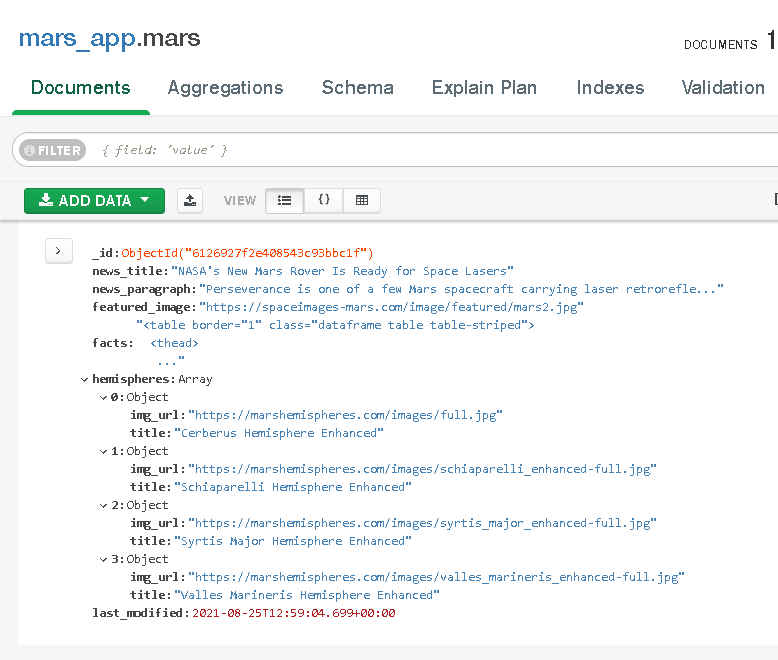 mars_app.mars
DOCUMENTS 1
Documents Aggregations Schema Explain Plan Indexes Validation
FILTER { field: 'value' }
ADD DATA VIEW {}
_id:ObjectId("6126927f2e408543c93bbc1f")
news_title:"NASA's New Mars Rover Is Ready for Space Lasers"
news_paragraph:"Perseverance is one of a few Mars spacecraft carrying laser retrorefle..."
featured_image:"https://spaceimages-mars.com/image/featured/mars2.jpg"
"<table border="1" class="dataframe table table-striped">
facts: <thead>
..."
hemispheres:Array
0:Object
img_url:"https://marshemispheres.com/images/full.jpg"
title:"Cerberus Hemisphere Enhanced"
1:Object
img_url:"https://marshemispheres.com/images/schiaparelli_enhanced-full.jpg"
title:"Schiaparelli Hemisphere Enhanced"
2:Object
img_url:"https://marshemispheres.com/images/syrtis_major_enhanced-full.jpg"
title:"Syrtis Major Hemisphere Enhanced"
3:Object
img_url:"https://marshemispheres.com/images/valles_marineris_enhanced-full.jpg"
title:"Valles Marineris Hemisphere Enhanced"
last_modified:2021-08-25T12:59:04.699+00:00